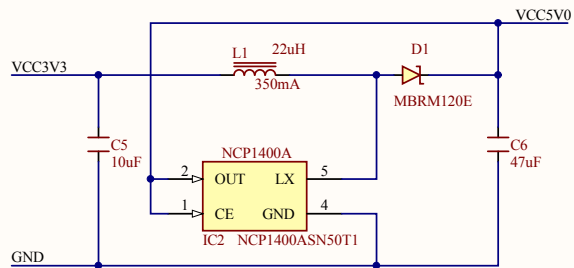 VCC5V0
L1 22uH
D1
VCC3V3
350mA
MBRM120E
C5
10uF
NCP1400A
C6
47uF
2 OUT LX 5
1 CE GND 4
IC2 NCP1400ASN50T1
GND